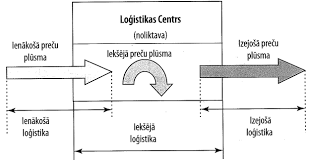 Loģistikas Centrs
(noliktava)
Ienākošā preču
plūsma
Iekšējā preču plūsma
Izejošā preču
plūsma
Ienākošā
loģistika
Iekšējā
loģistika
Izejošā
loģistika